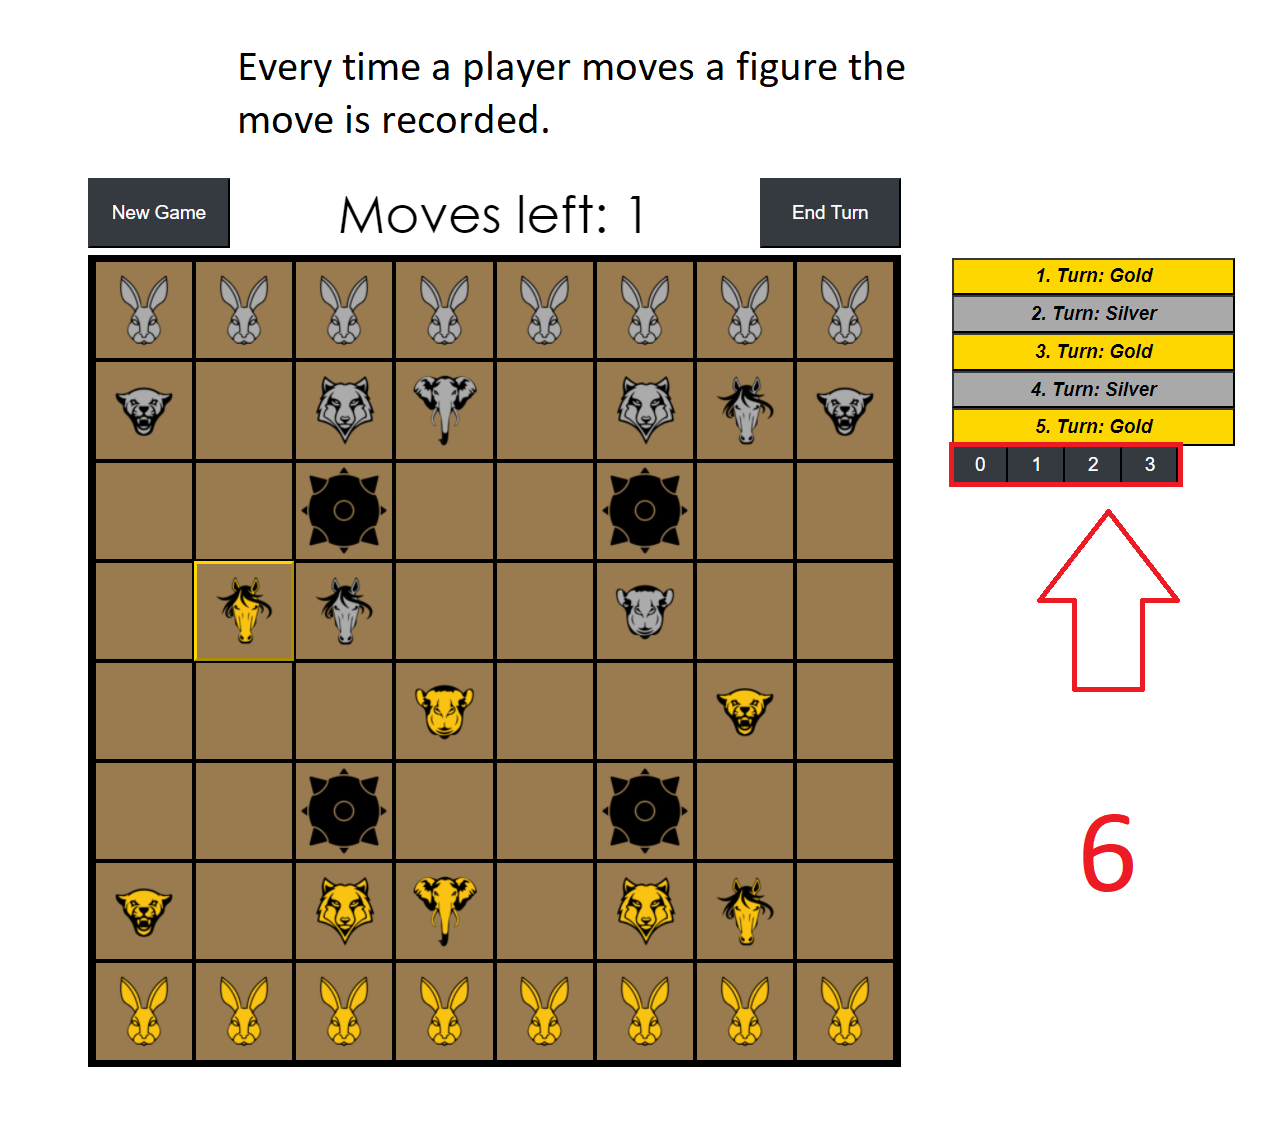 Every time a player moves a figure the
move is recorded.
New Game
Moves left: 1
End Turn
1. Turn: Gold
2. Turn: Silver
3. Turn: Gold
4. Turn: Silver
5. Turn: Gold
0 1 2 3
6